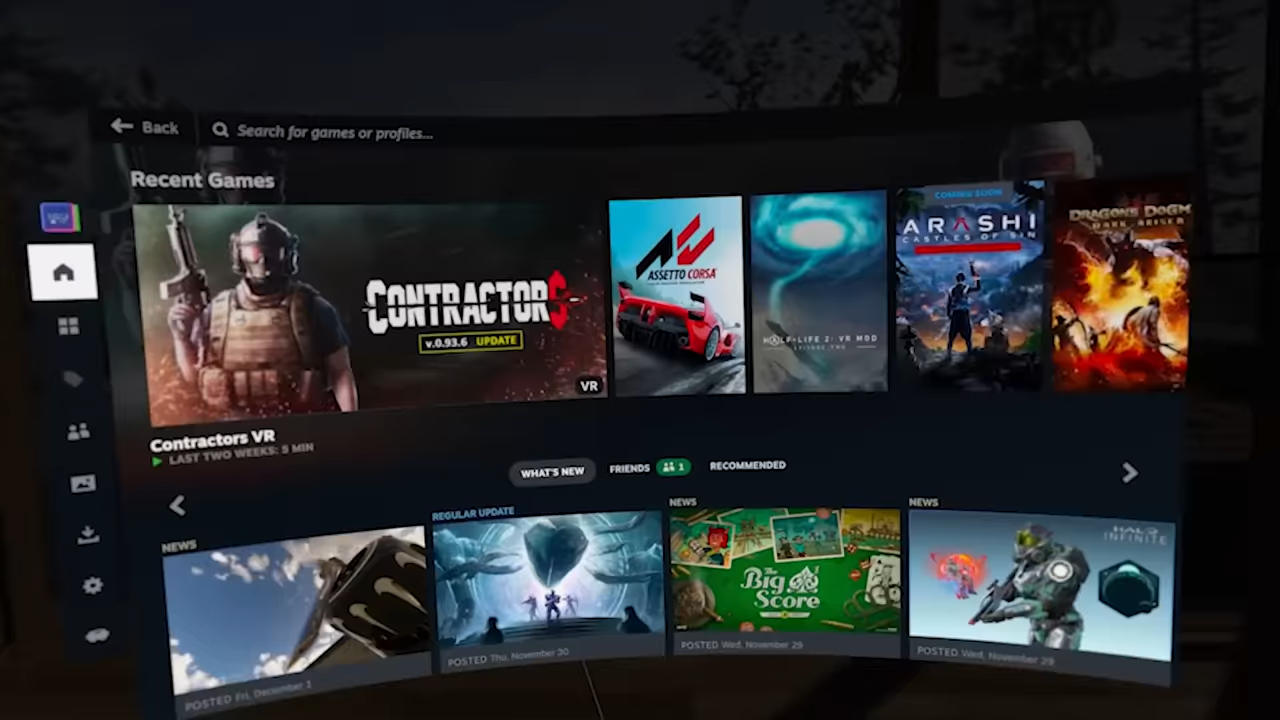 Back
Search for games or profiles...
Recent Games
CONTRACTORS
v.0.93.6 UPDATE
VR
ASSETTO CORSA
HALF-LIFE 2: VR MOD
EPISODE TWO
COMING SOON
ARASHI
CASTLES OF SIN
DRAGON'S DOGM
DARK ARISEN
Contractors VR
LAST TWO WEEKS: 5 MIN
WHAT'S NEW
FRIENDS
1
RECOMMENDED
NEWS
POSTED Fri, December 1
REGULAR UPDATE
POSTED Thu, November 30
NEWS
The Big Score
POSTED Wed, November 29
NEWS
HALO
INFINITE
POSTED Wed, November 29